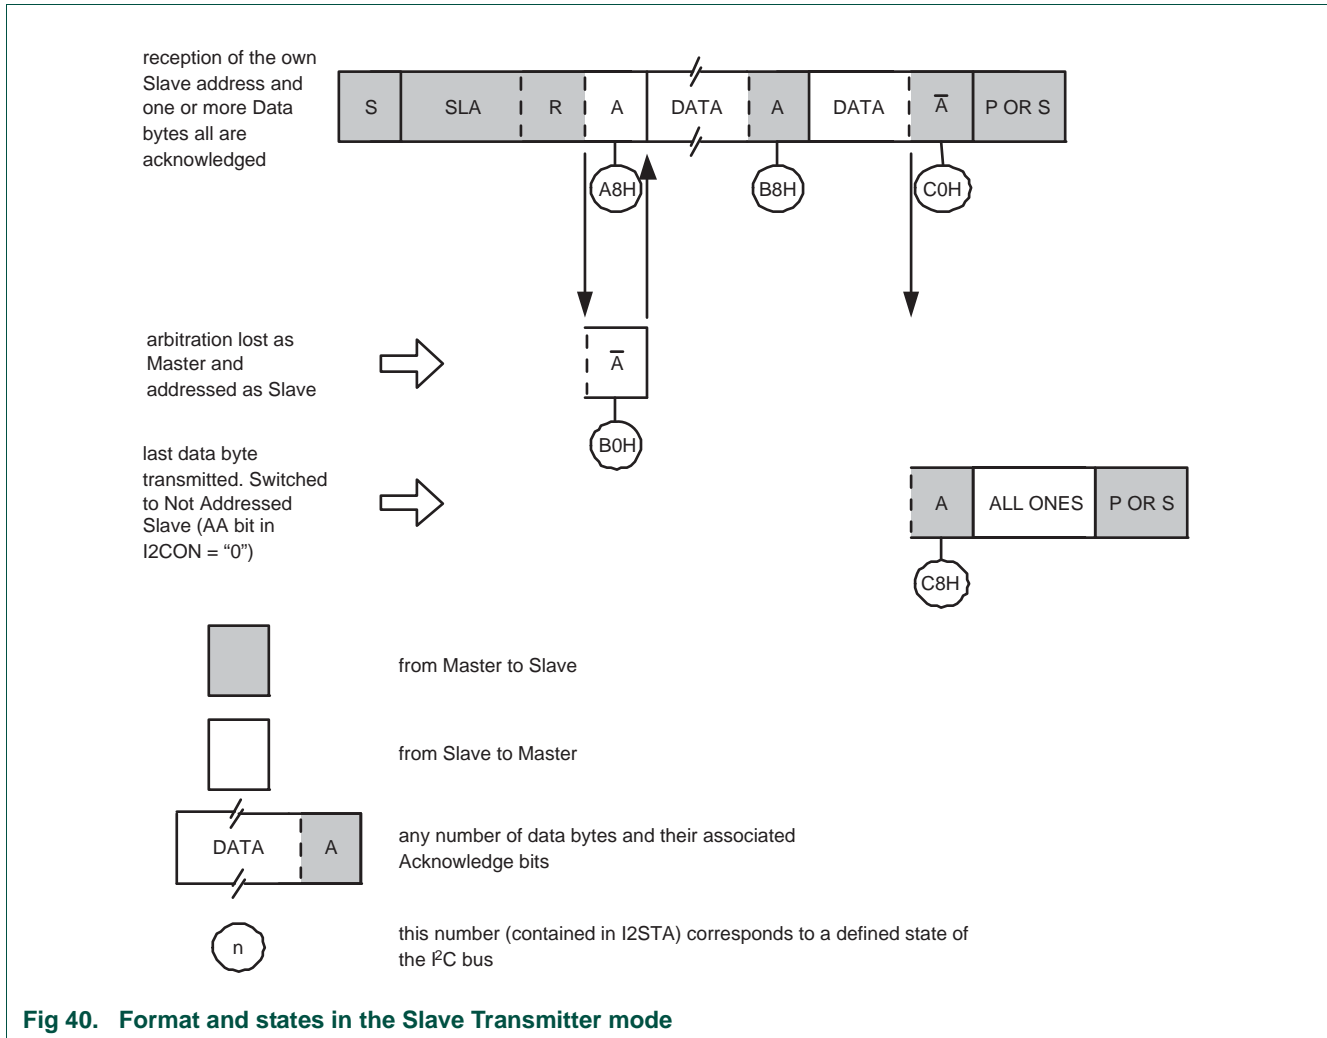 reception of the own
Slave address and
one or more Data
bytes all are
acknowledged
S SLA R A DATA A DATA A̅ P OR S
A8H B8H C0H
arbitration lost as
Master and
addressed as Slave
A̅
B0H
last data byte
transmitted. Switched
to Not Addressed
Slave (AA bit in
I2CON = “0”)
A ALL ONES P OR S
C8H
from Master to Slave
from Slave to Master
DATA A
any number of data bytes and their associated
Acknowledge bits
n
this number (contained in I2STA) corresponds to a defined state of
the I²C bus
Fig 40. Format and states in the Slave Transmitter mode